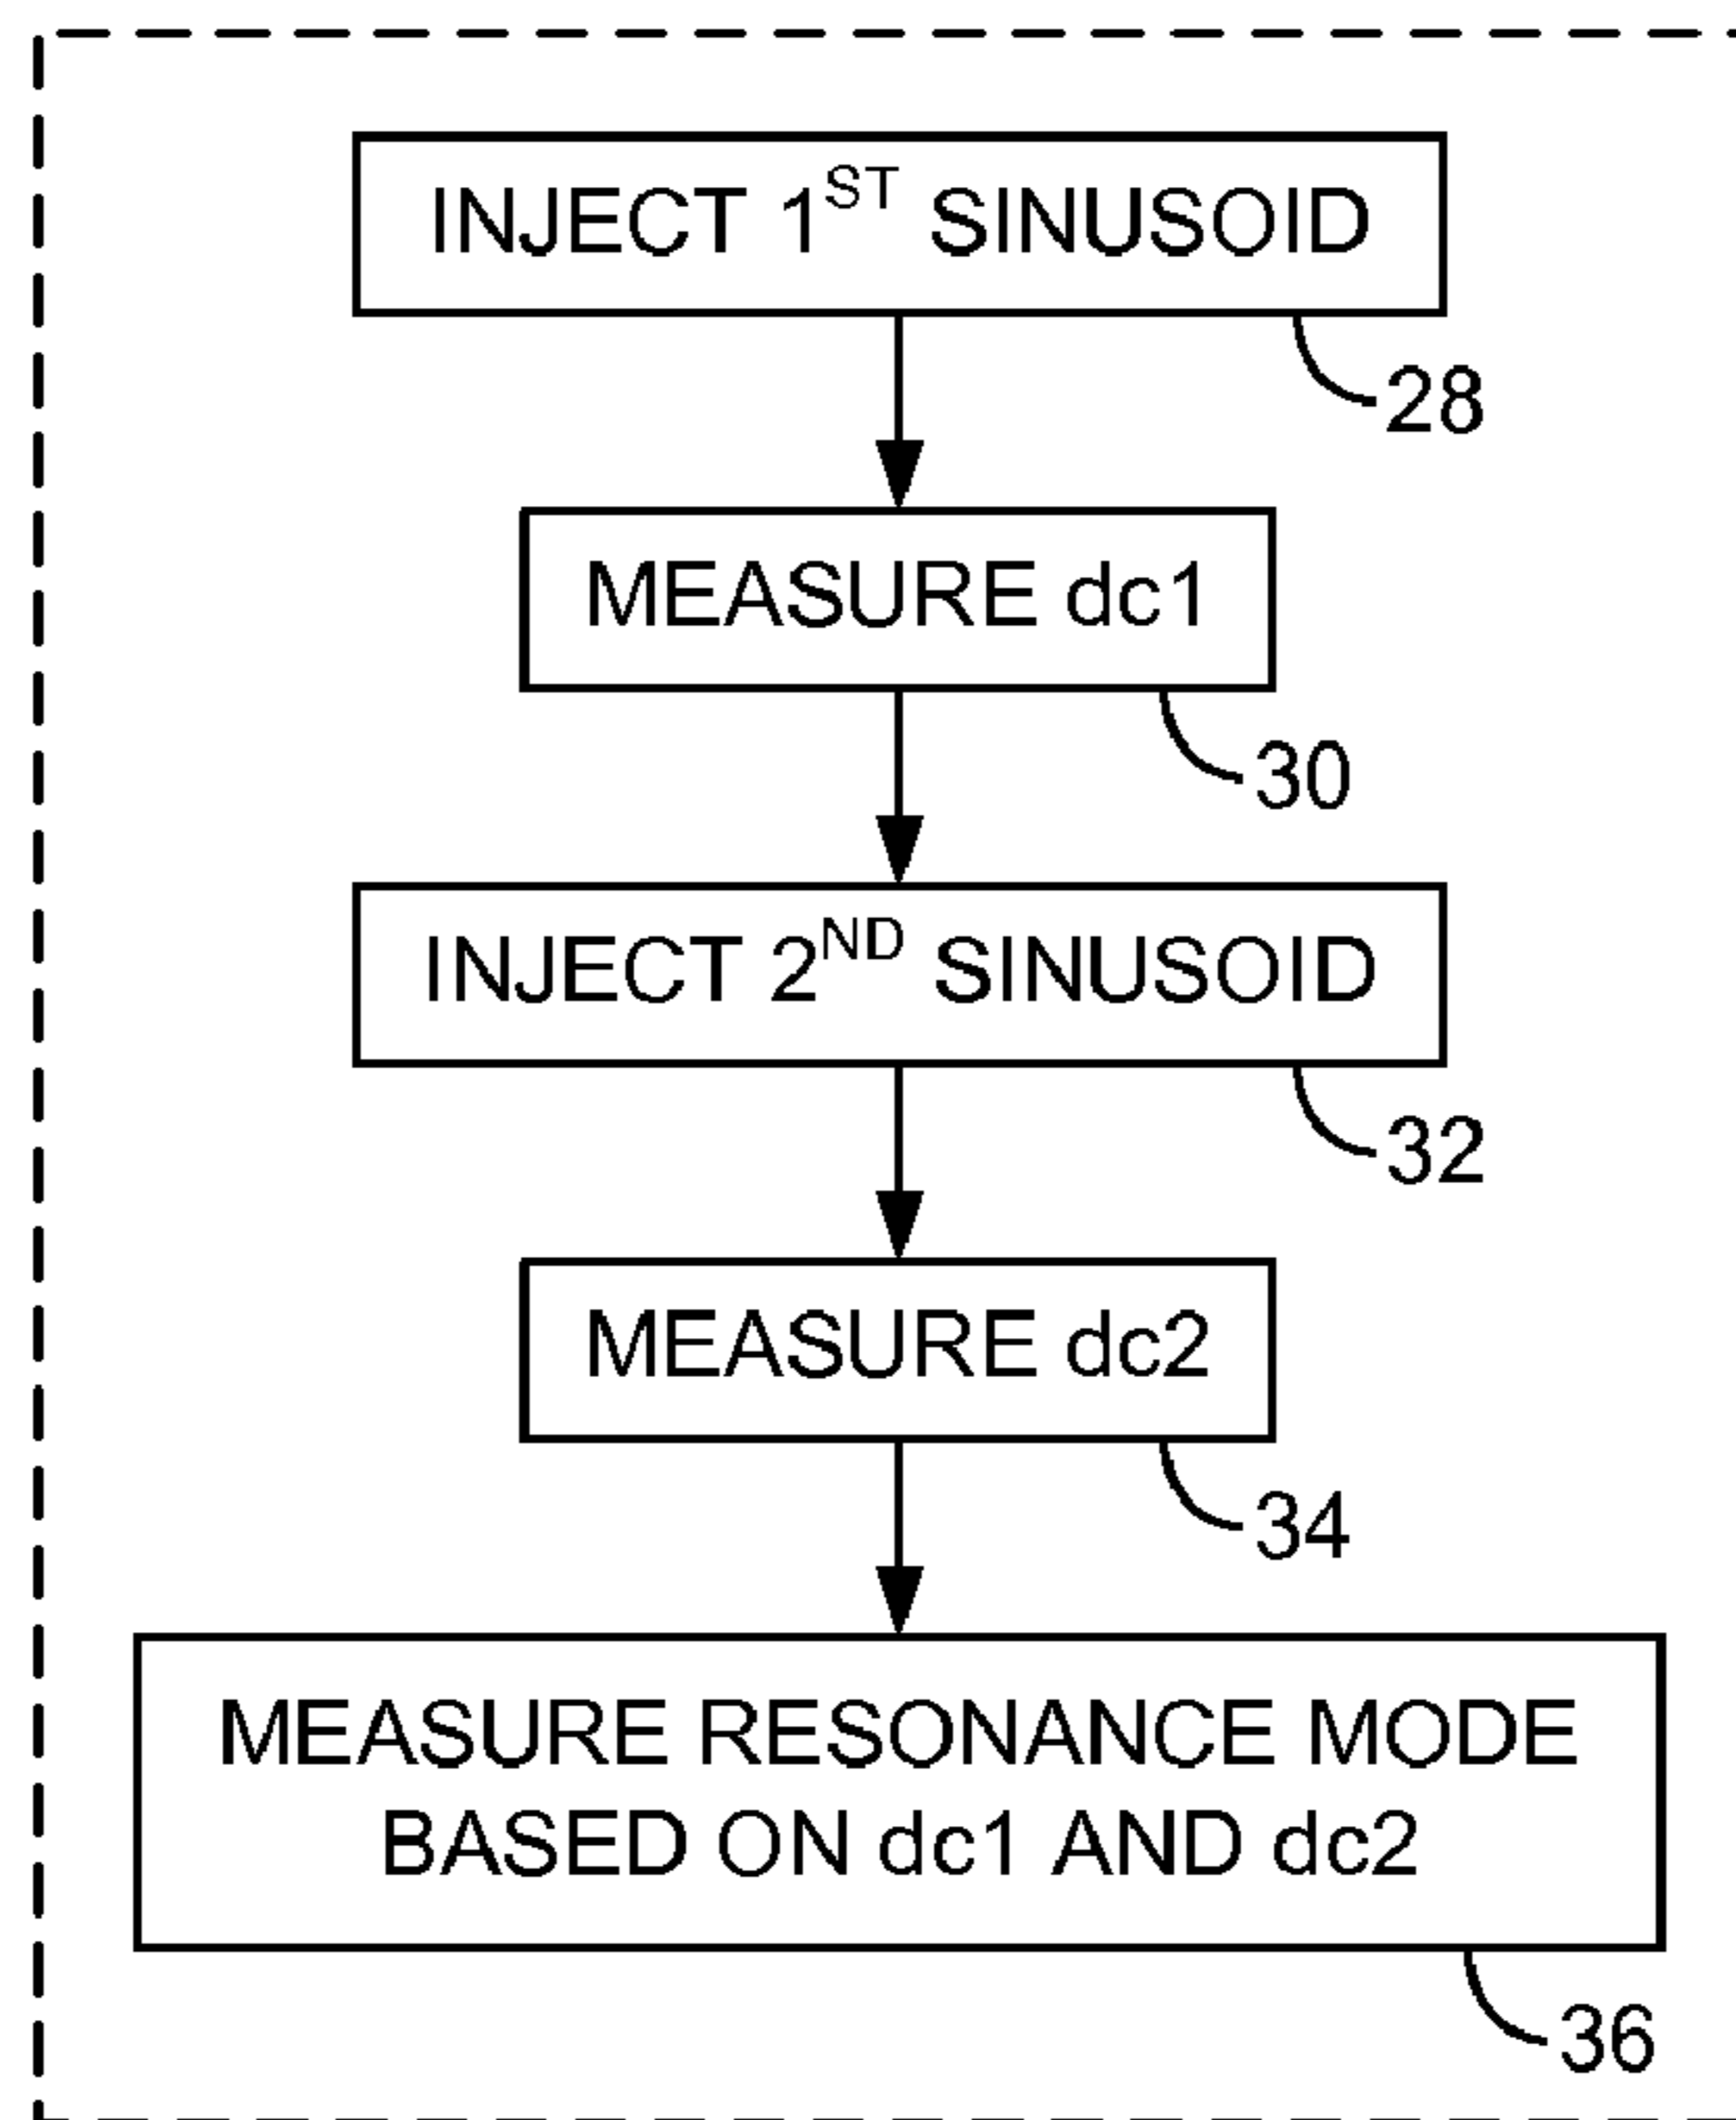 INJECT 1ST SINUSOID
28
MEASURE dc1
30
INJECT 2ND SINUSOID
32
MEASURE dc2
34
MEASURE RESONANCE MODE
BASED ON dc1 AND dc2
36